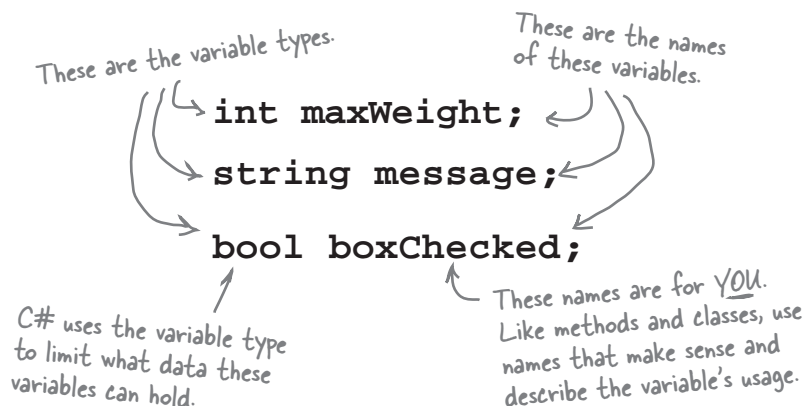 These are the variable types.
These are the names
of these variables.
int maxWeight;
string message;
bool boxChecked;
C# uses the variable type
to limit what data these
variables can hold.
These names are for YOU.
Like methods and classes, use
names that make sense and
describe the variable's usage.